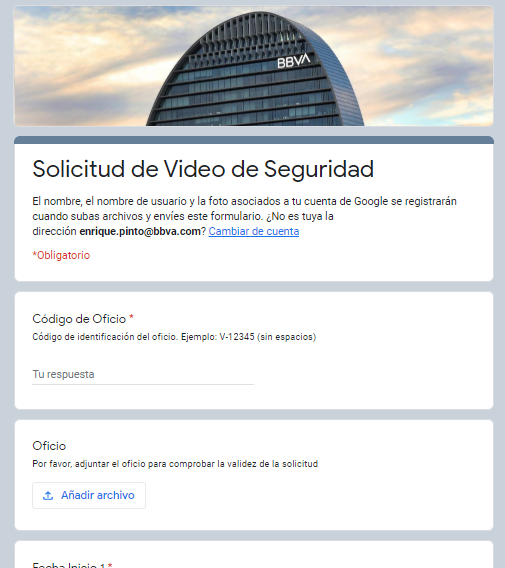 BBVA
Solicitud de Video de Seguridad
El nombre, el nombre de usuario y la foto asociados a tu cuenta de Google se registrarán
cuando subas archivos y envíes este formulario. ¿No es tuya la
dirección enrique.pinto@bbva.com? Cambiar de cuenta
*Obligatorio
Código de Oficio *
Código de identificación del oficio. Ejemplo: V-12345 (sin espacios)
Tu respuesta
Oficio
Por favor, adjuntar el oficio para comprobar la validez de la solicitud
Añadir archivo
Fecha Inicio 1 *